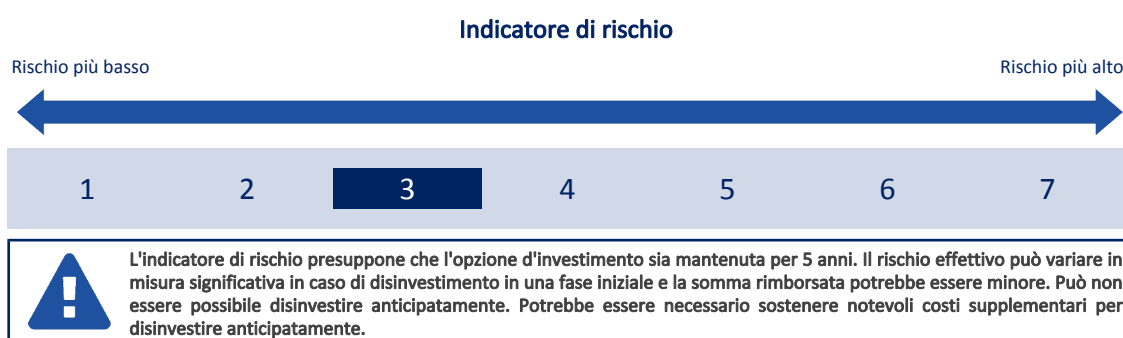 Indicatore di rischio
Rischio più basso
Rischio più alto
1 2 3 4 5 6 7
L'indicatore di rischio presuppone che l'opzione d'investimento sia mantenuta per 5 anni. Il rischio effettivo può variare in
misura significativa in caso di disinvestimento in una fase iniziale e la somma rimborsata potrebbe essere minore. Può non
essere possibile disinvestire anticipatamente. Potrebbe essere necessario sostenere notevoli costi supplementari per
disinvestire anticipatamente.